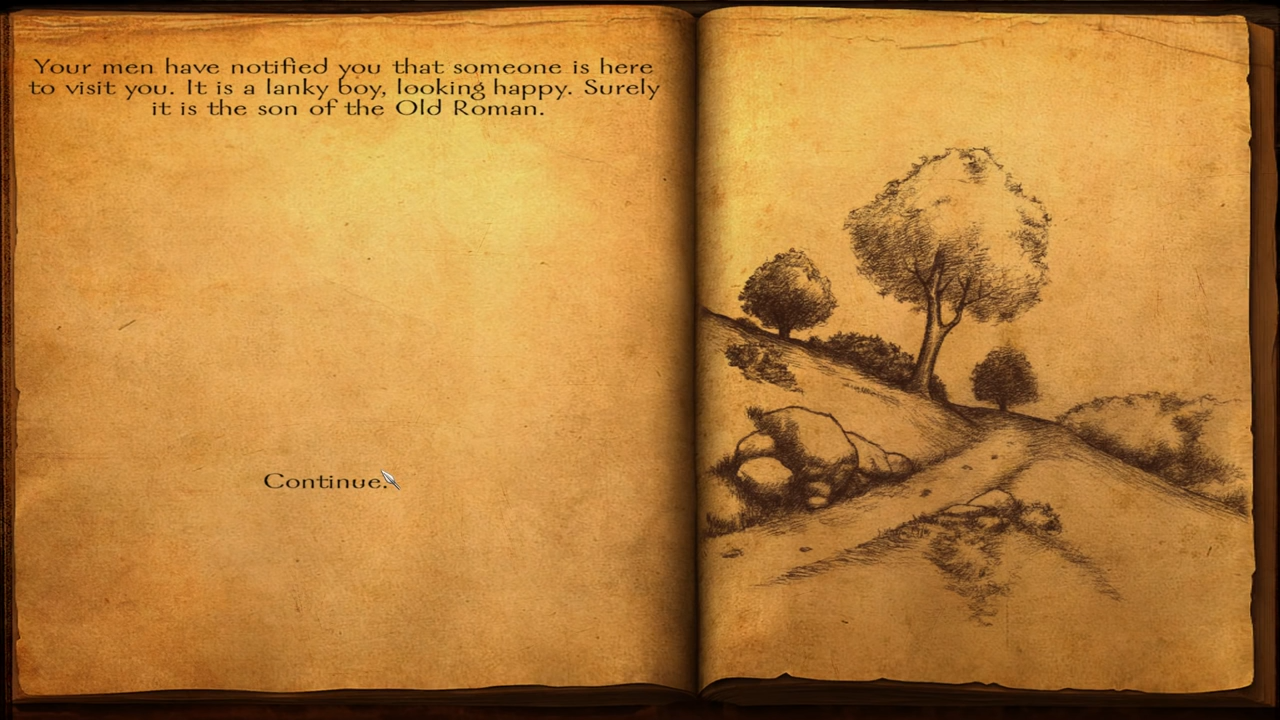 Your men have notified you that someone is here
to visit you. It is a lanky boy, looking happy. Surely
it is the son of the Old Roman.
Continue.